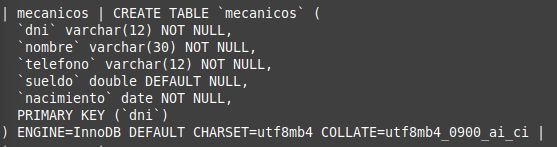 | mecanicos | CREATE TABLE `mecanicos` (
  `dni` varchar(12) NOT NULL,
  `nombre` varchar(30) NOT NULL,
  `telefono` varchar(12) NOT NULL,
  `sueldo` double DEFAULT NULL,
  `nacimiento` date NOT NULL,
  PRIMARY KEY (`dni`)
) ENGINE=InnoDB DEFAULT CHARSET=utf8mb4 COLLATE=utf8mb4_0900_ai_ci |